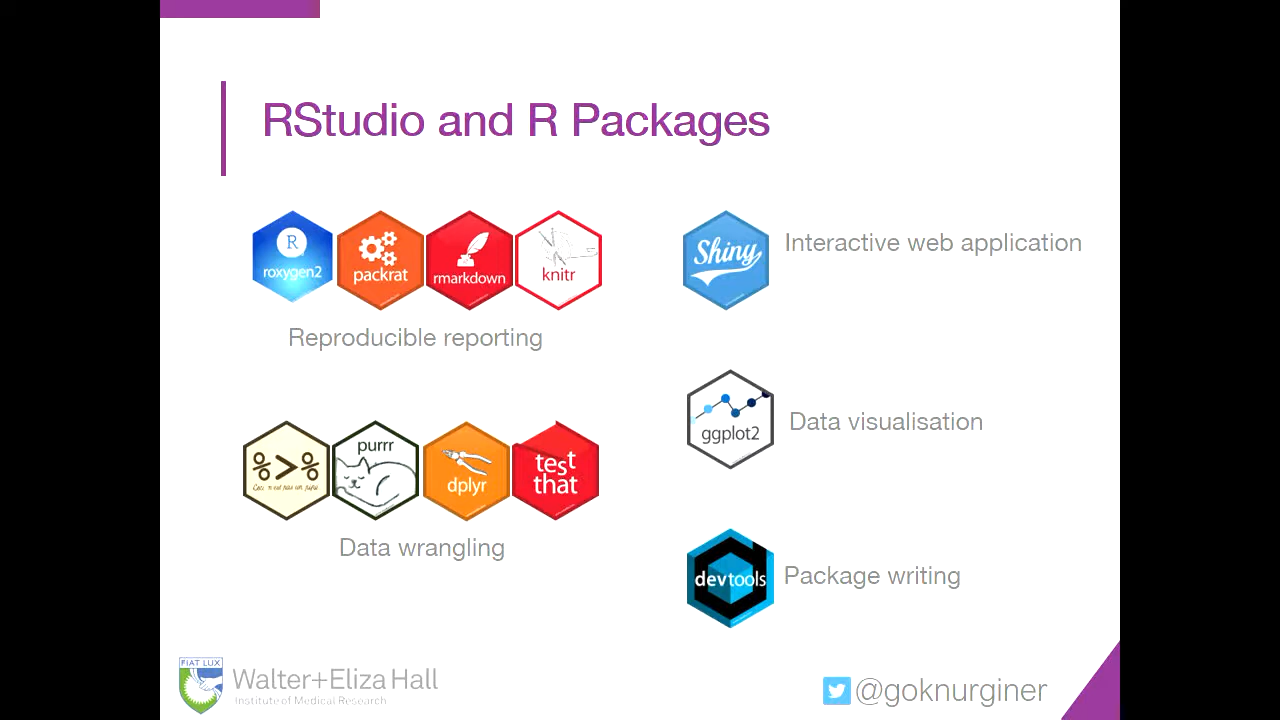 RStudio and R Packages
R
roxygen2
packrat
rmarkdown
knitr
Reproducible reporting
Shiny
Interactive web application
ggplot2
Data visualisation
%>%
purrr
dplyr
test
that
Data wrangling
devtools
Package writing
FIAT LUX
Walter+Eliza Hall
Institute of Medical Research
@goknurginer